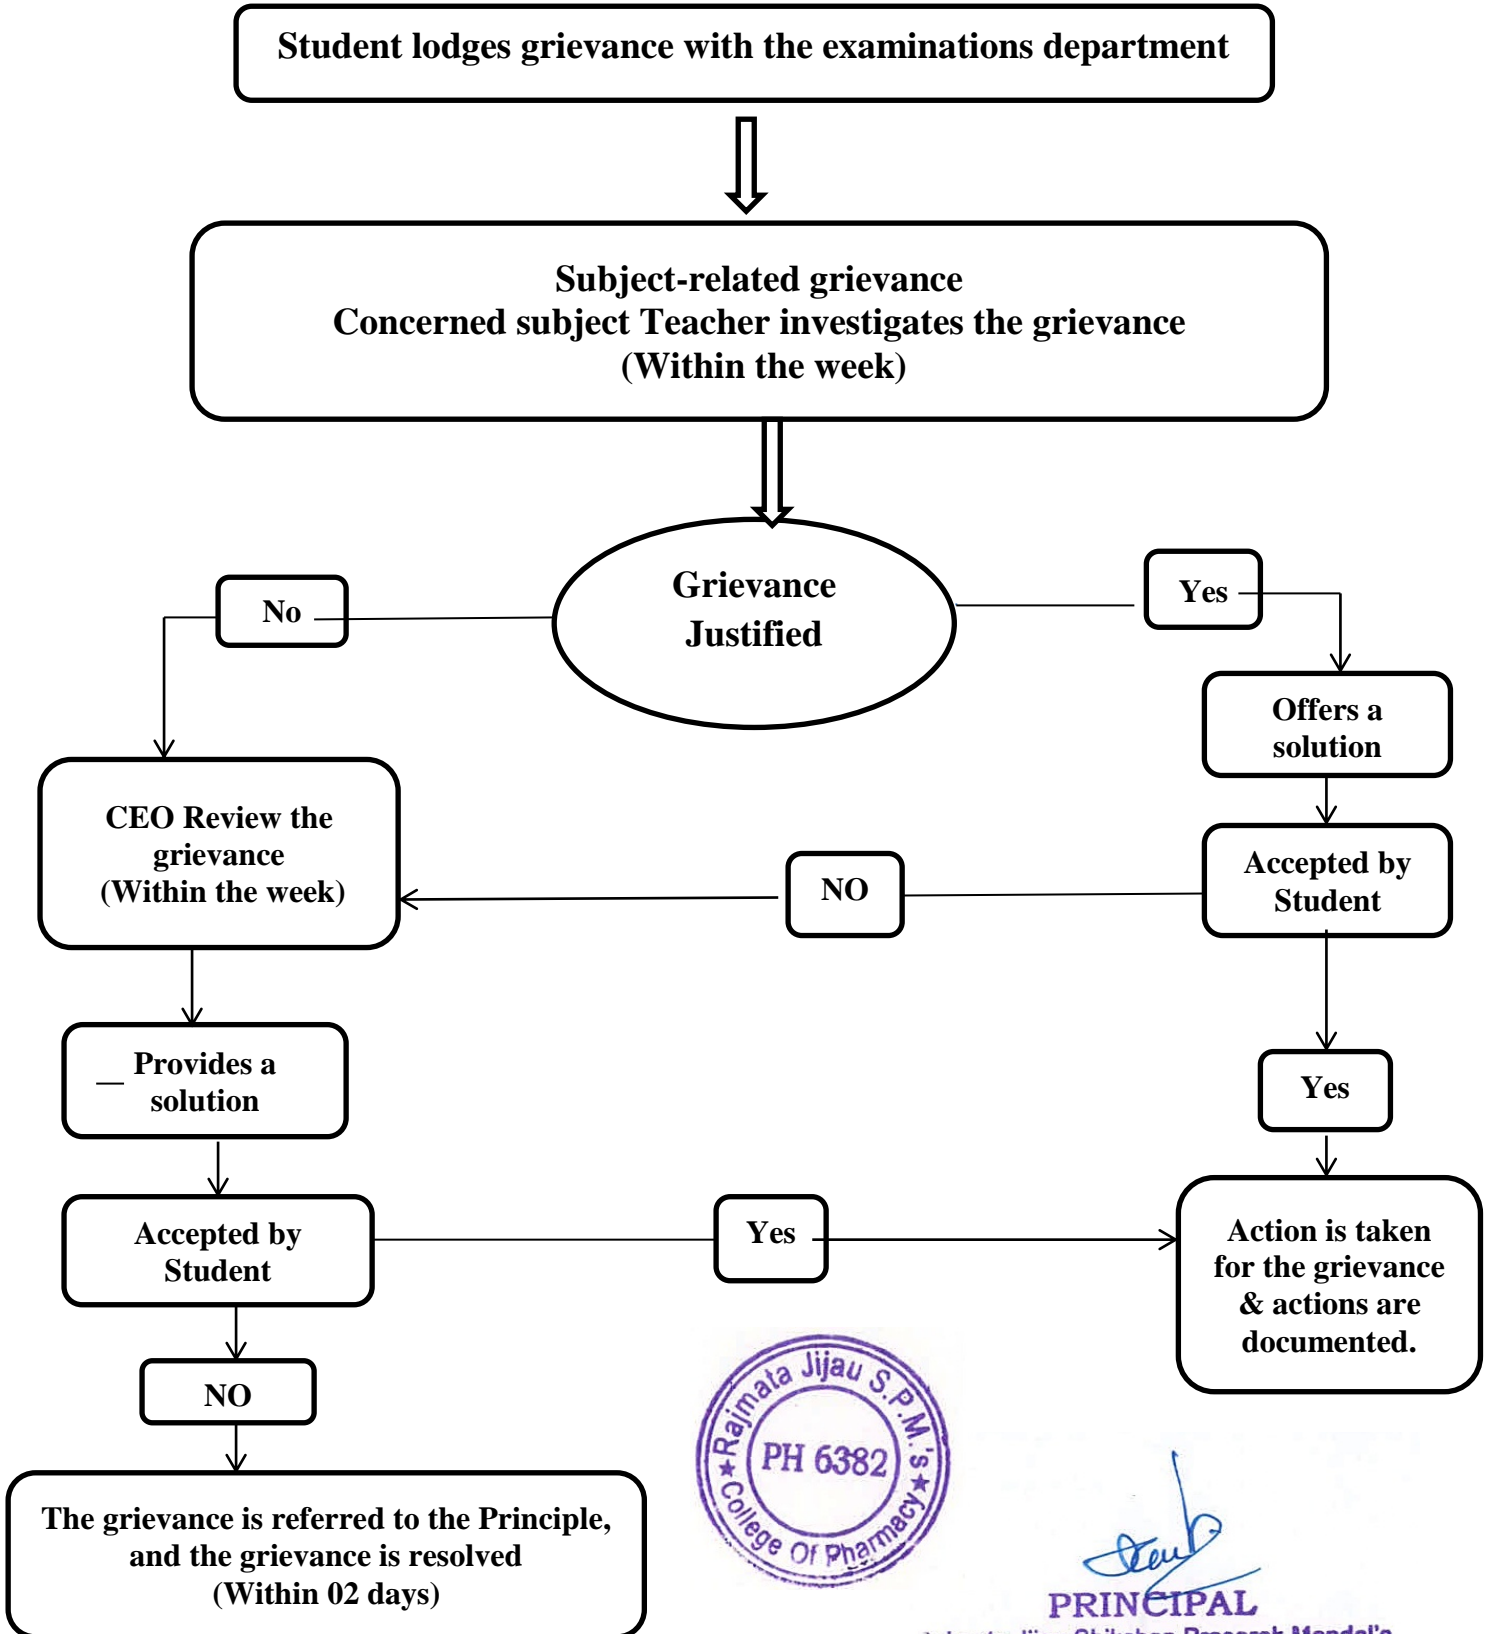 Student lodges grievance with the examinations department
Subject-related grievance
Concerned subject Teacher investigates the grievance
(Within the week)
Grievance
Justified
No
Yes
Offers a
solution
CEO Review the
grievance
(Within the week)
NO
Accepted by
Student
Provides a
solution
Yes
Accepted by
Student
Yes
Action is taken
for the grievance
& actions are
documented.
NO
The grievance is referred to the Principle,
and the grievance is resolved
(Within 02 days)
Rajmata Jijau S.P.M.'s
PH 6382
★ College Of Pharmacy ★
PRINCIPAL
Shikshan Prasarak Mandal's